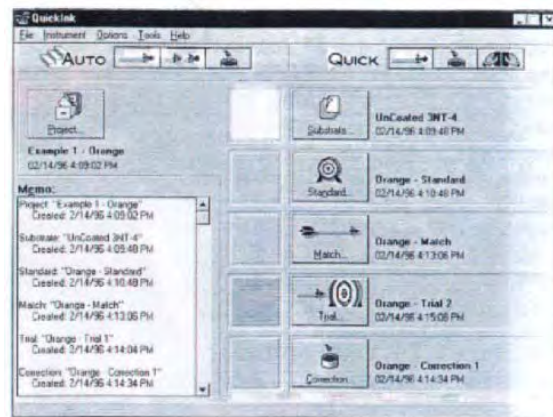 QuickInk
File Instrument Options Tools Help
AUTO
QUICK
Project...
Example 1 - Orange
02/14/96 4:09:02 PM
Memo:
Project: "Example 1 - Orange"
Created: 2/14/96 4:09:02 PM
Substrate: "UnCoated 3NT-4"
Created: 2/14/96 4:09:48 PM
Standard: "Orange - Standard"
Created: 2/14/96 4:10:48 PM
Match: "Orange - Match"
Created: 2/14/96 4:13:06 PM
Trial: "Orange - Trial 1"
Created: 2/14/96 4:14:04 PM
Correction: "Orange - Correction 1"
Created: 2/14/96 4:14:34 PM
Substrate...
UnCoated 3NT-4
02/14/96 4:09:48 PM
Standard...
Orange - Standard
02/14/96 4:10:48 PM
Match...
Orange - Match
02/14/96 4:13:06 PM
Trial...
Orange - Trial 2
02/14/96 4:15:08 PM
Correction...
Orange - Correction 1
02/14/96 4:14:34 PM